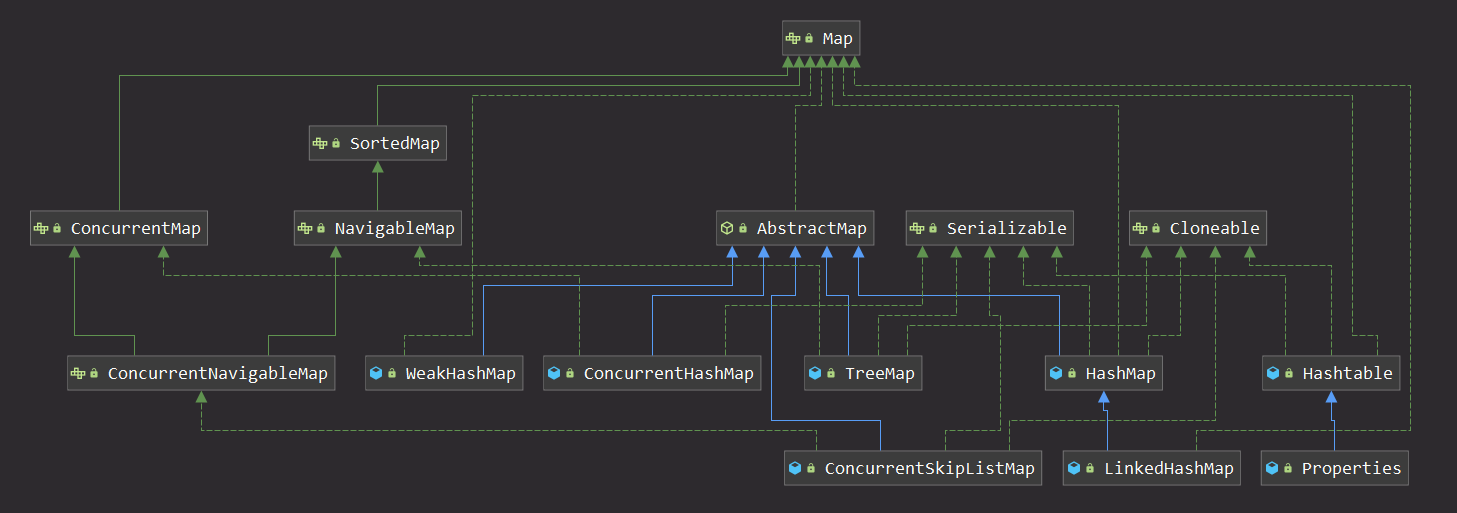 Map
SortedMap
ConcurrentMap
NavigableMap
AbstractMap
Serializable
Cloneable
ConcurrentNavigableMap
WeakHashMap
ConcurrentHashMap
TreeMap
HashMap
Hashtable
ConcurrentSkipListMap
LinkedHashMap
Properties